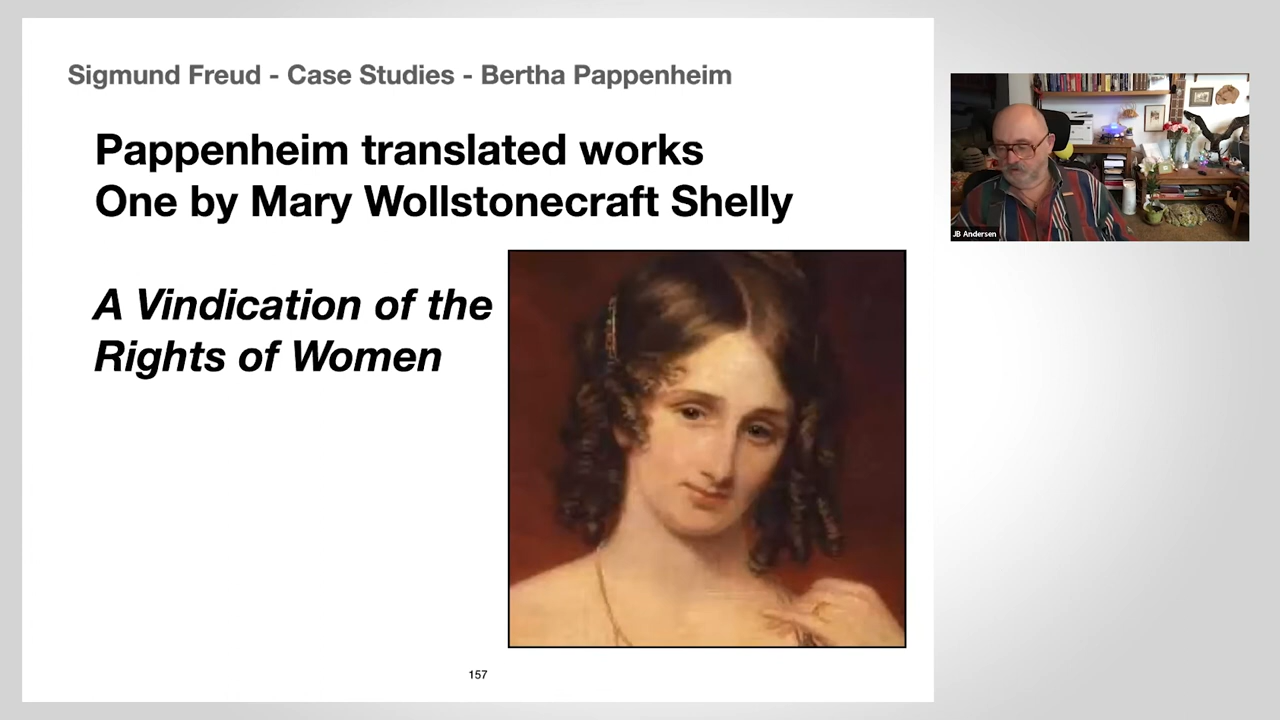 Sigmund Freud - Case Studies - Bertha Pappenheim
Pappenheim translated works
One by Mary Wollstonecraft Shelly
A Vindication of the
Rights of Women
157
JB Andersen